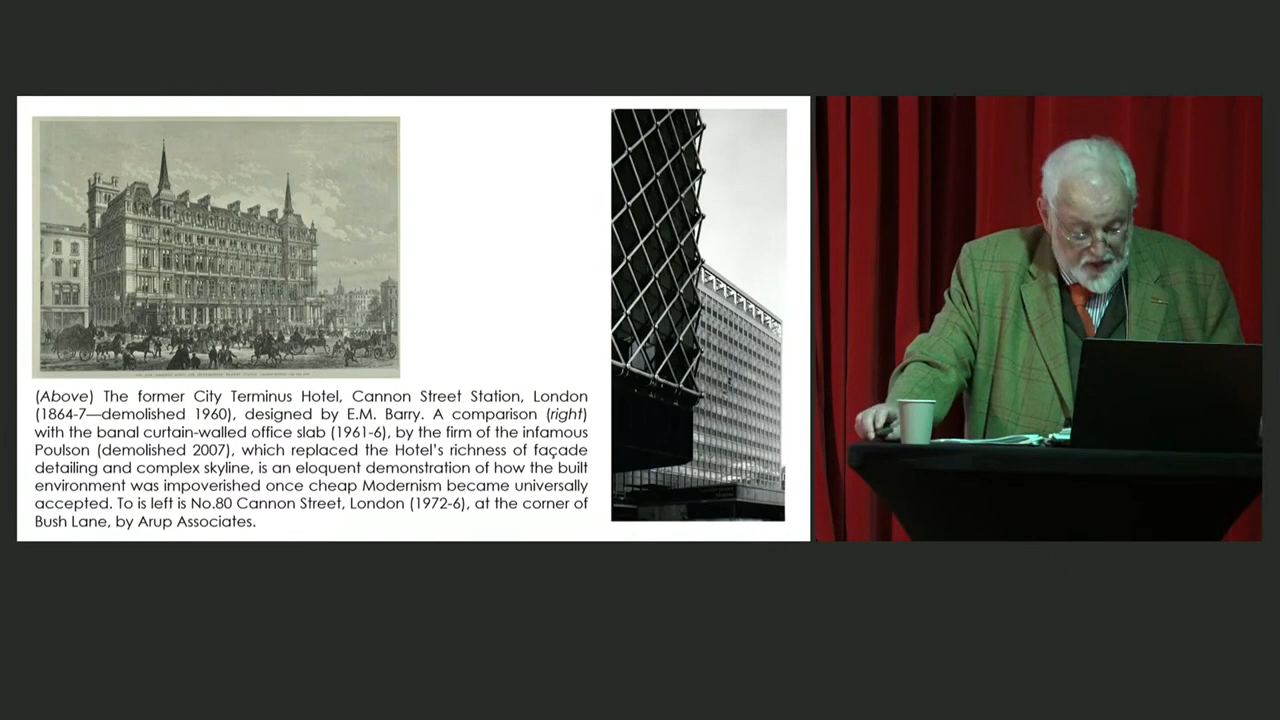 (Above) The former City Terminus Hotel, Cannon Street Station, London
(1864-7—demolished 1960), designed by E.M. Barry. A comparison (right)
with the banal curtain-walled office slab (1961-6), by the firm of the infamous
Poulson (demolished 2007), which replaced the Hotel's richness of façade
detailing and complex skyline, is an eloquent demonstration of how the built
environment was impoverished once cheap Modernism became universally
accepted. To is left is No.80 Cannon Street, London (1972-6), at the corner of
Bush Lane, by Arup Associates.